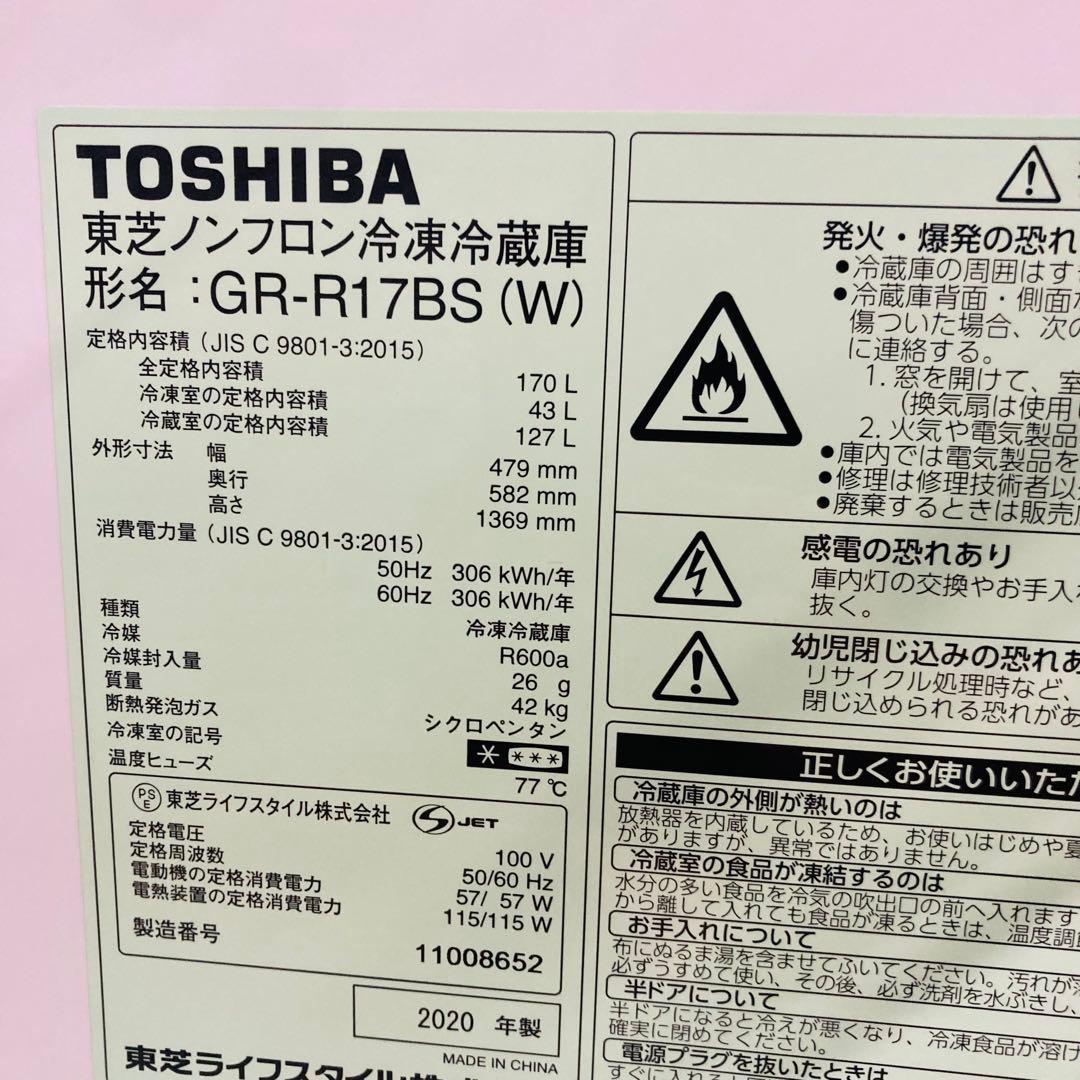 TOSHIBA
東芝ノンフロン冷凍冷蔵庫
形名：GR-R17BS (W)
定格内容積 (JIS C 9801-3:2015)
全定格内容積 170 L
冷凍室の定格内容積 43 L
冷蔵室の定格内容積 127 L
外形寸法 幅 479 mm
奥行 582 mm
高さ 1369 mm
消費電力量 (JIS C 9801-3:2015)
50Hz 306 kWh/年
60Hz 306 kWh/年
種類 冷凍冷蔵庫
冷媒 R600a
冷媒封入量 26 g
質量 42 kg
断熱発泡ガス シクロペンタン
冷凍室の記号
温度ヒューズ 77 ℃
PSE 東芝ライフスタイル株式会社 JET
定格電圧 100 V
定格周波数 50/60 Hz
電動機の定格消費電力 57/ 57 W
電熱装置の定格消費電力 115/115 W
製造番号 11008652
2020 年製
MADE IN CHINA
東芝ライフスタイル
発火・爆発の恐れ
●冷蔵庫の周囲はす
●冷蔵庫背面・側面
傷ついた場合、次の
に連絡する。
1. 窓を開けて、室
(換気扇は使用し
2. 火気や電気製品
●庫内では電気製品を
●修理は修理技術者以
●廃棄するときは販売
感電の恐れあり
庫内灯の交換やお手入れ
抜く。
幼児閉じ込みの恐れあ
リサイクル処理時など、
閉じ込められる恐れがあ
正しくお使いいただ
冷蔵庫の外側が熱いのは
放熱器を内蔵しているため、お使いはじめや夏
がありますが、異常ではありません。
冷蔵室の食品が凍結するのは
水分の多い食品を冷気の吹出口の前へ入れます
から離して入れても食品が凍るときは、温度調節
お手入れについて
布にぬるま湯を含ませてふいてください。汚れが
必ずうすめて使い、その後、必ず洗剤を水ぶきし、
半ドアについて
半ドアになると冷えが悪くなり、冷凍食品が溶け
確実に閉めてください。
電源プラグを抜いたときは
すぐに入れると